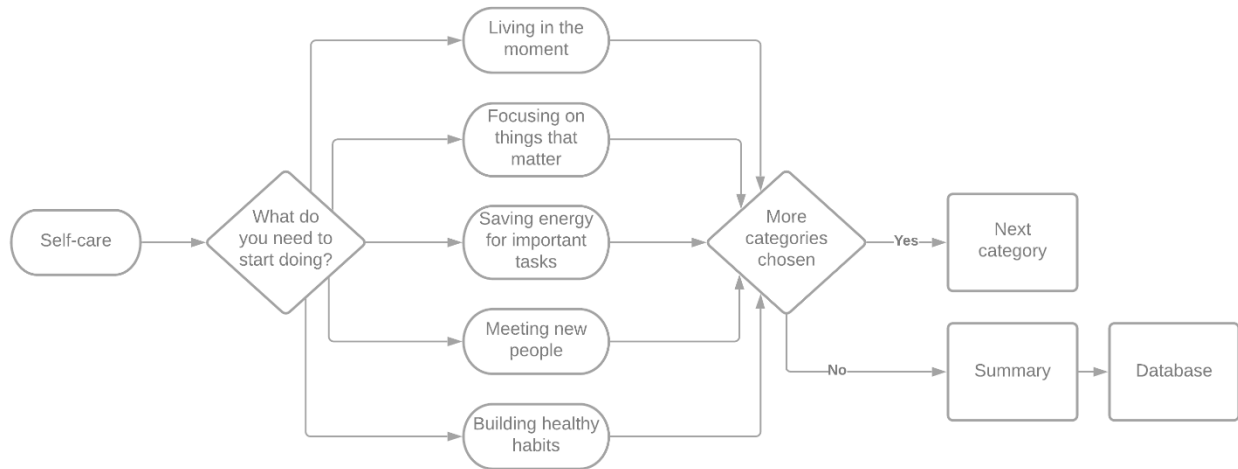 Living in the
moment
Focusing on
things that
matter
Self-care
What do
you need to
start doing?
Saving energy
for important
tasks
More
categories
chosen
Yes
Next
category
Meeting new
people
No
Summary
Database
Building healthy
habits